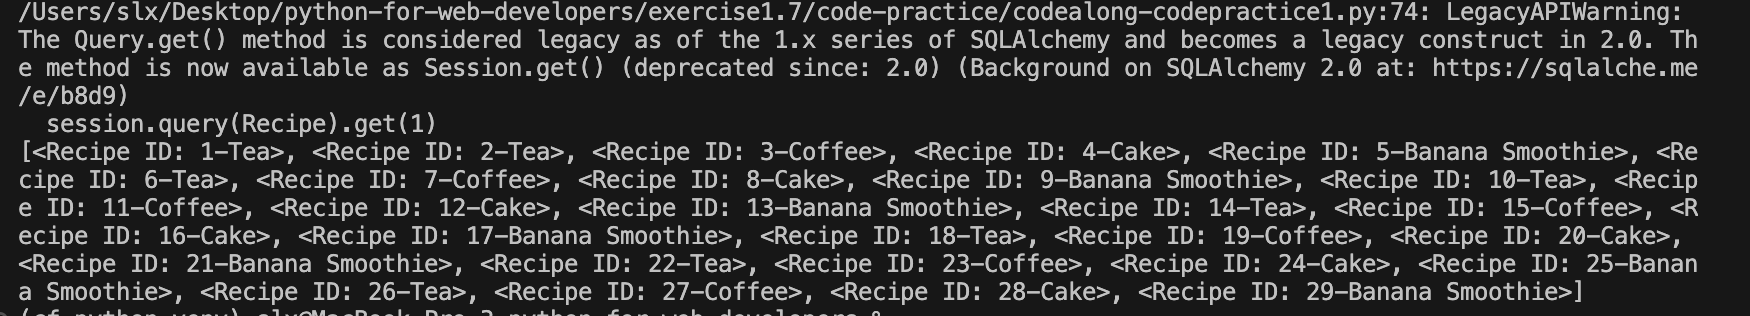 /Users/slx/Desktop/python-for-web-developers/exercise1.7/code-practice/codealong-codepractice1.py:74: LegacyAPIWarning:
The Query.get() method is considered legacy as of the 1.x series of SQLAlchemy and becomes a legacy construct in 2.0. Th
e method is now available as Session.get() (deprecated since: 2.0) (Background on SQLAlchemy 2.0 at: https://sqlalche.me
/e/b8d9)
  session.query(Recipe).get(1)
[<Recipe ID: 1-Tea>, <Recipe ID: 2-Tea>, <Recipe ID: 3-Coffee>, <Recipe ID: 4-Cake>, <Recipe ID: 5-Banana Smoothie>, <Re
cipe ID: 6-Tea>, <Recipe ID: 7-Coffee>, <Recipe ID: 8-Cake>, <Recipe ID: 9-Banana Smoothie>, <Recipe ID: 10-Tea>, <Recip
e ID: 11-Coffee>, <Recipe ID: 12-Cake>, <Recipe ID: 13-Banana Smoothie>, <Recipe ID: 14-Tea>, <Recipe ID: 15-Coffee>, <R
ecipe ID: 16-Cake>, <Recipe ID: 17-Banana Smoothie>, <Recipe ID: 18-Tea>, <Recipe ID: 19-Coffee>, <Recipe ID: 20-Cake>,
<Recipe ID: 21-Banana Smoothie>, <Recipe ID: 22-Tea>, <Recipe ID: 23-Coffee>, <Recipe ID: 24-Cake>, <Recipe ID: 25-Banan
a Smoothie>, <Recipe ID: 26-Tea>, <Recipe ID: 27-Coffee>, <Recipe ID: 28-Cake>, <Recipe ID: 29-Banana Smoothie>]